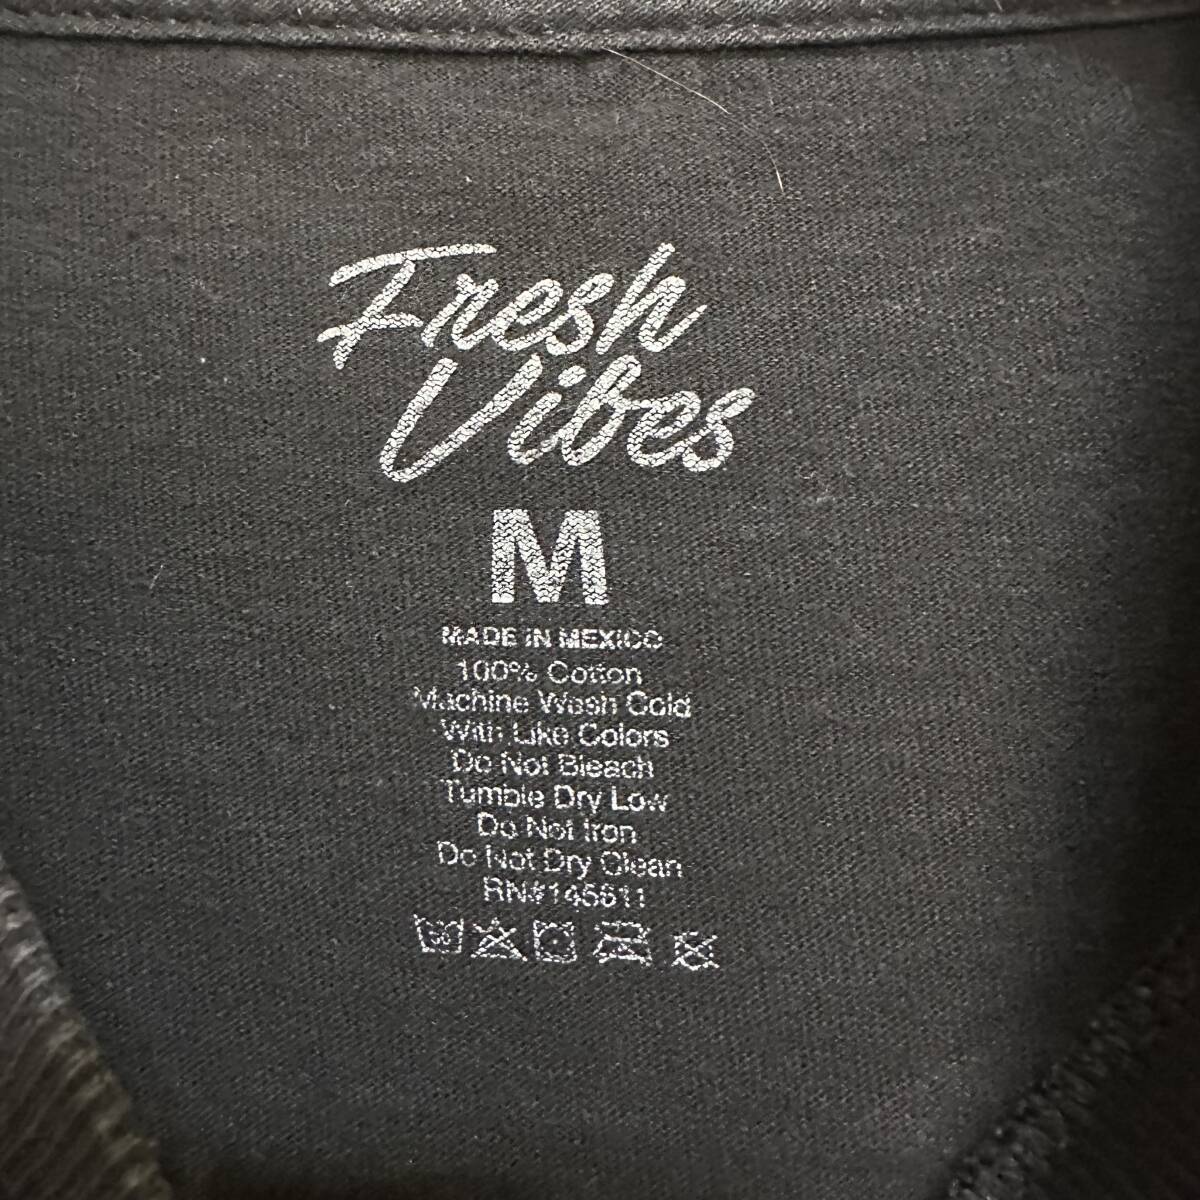 Fresh
Vibes
M
MADE IN MEXICO
100% Cotton
Machine Wash Cold
With Like Colors
Do Not Bleach
Tumble Dry Low
Do Not Iron
Do Not Dry Clean